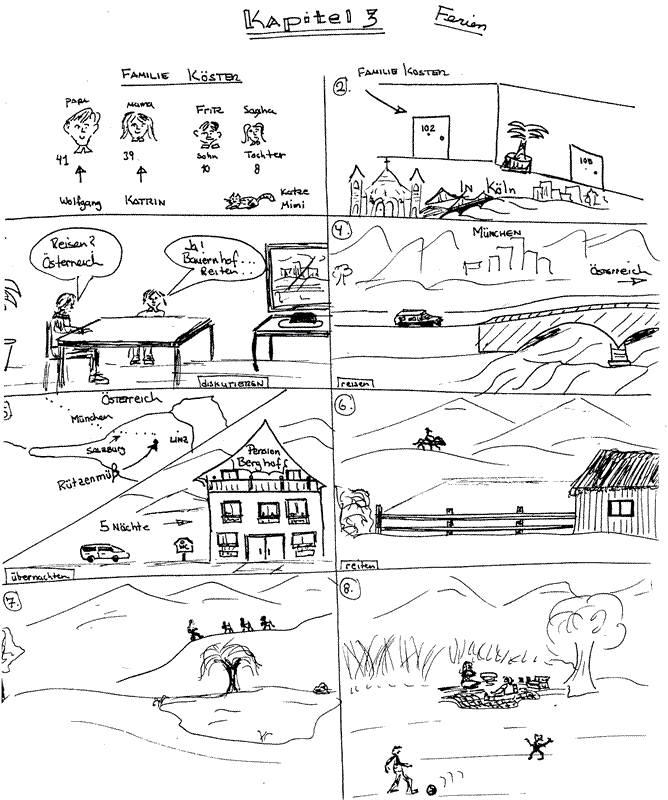 Kapitel 3
Ferien
FAMILIE KÖSTER
Papa
Mama
Fritz
Sascha
41
39
Sohn
10
Tochter
8
Wolfgang
KATRIN
Katze
Mimi
2.
FAMILIE KÖSTER
102
103
IN Köln
Reisen?
Österreich
Ja!
Bauernhof...
Reiten..
diskutieren
4.
MÜNCHEN
ÖSTERREICH
reisen
5
Österreich
München
SALZBURG
LINZ
Rützenmoß
Pension
Berghof
5 Nächte
übernachten
6.
reiten
7.
8.